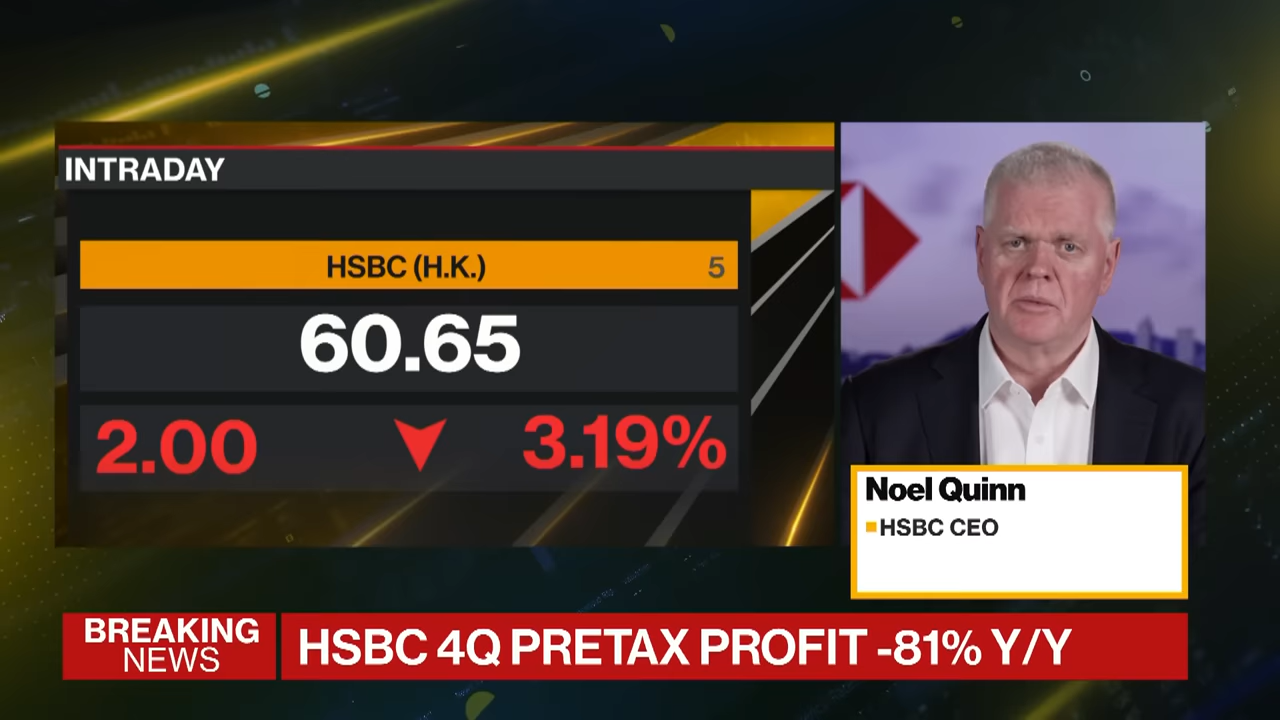 INTRADAY
HSBC (H.K.) 5
60.65
2.00 3.19%
Noel Quinn
HSBC CEO
BREAKING
NEWS
HSBC 4Q PRETAX PROFIT -81% Y/Y